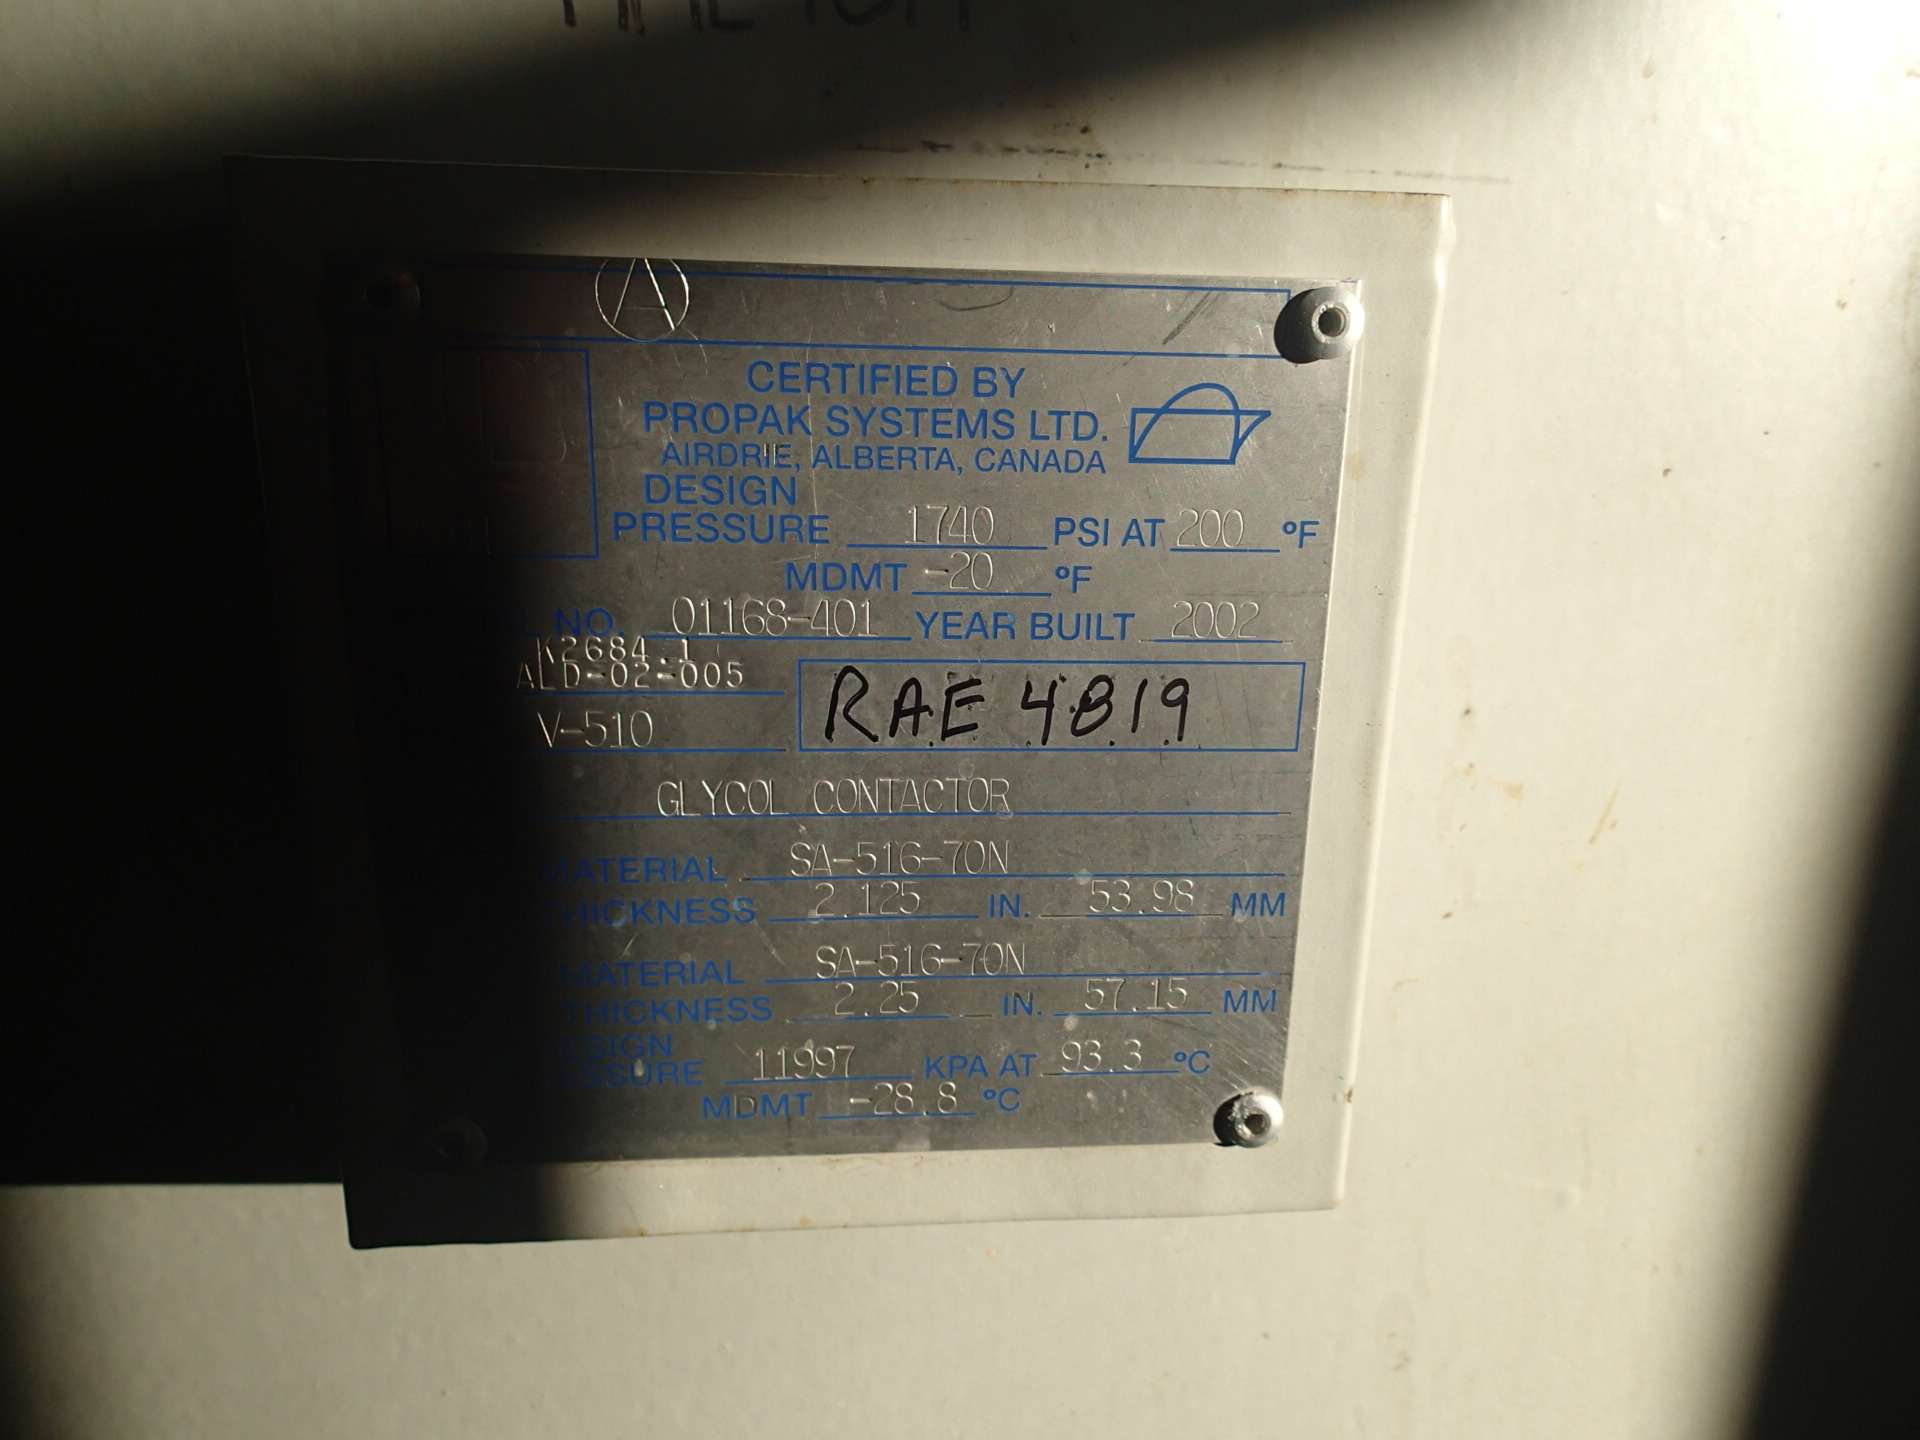 A
CERTIFIED BY
PROPAK SYSTEMS LTD.
AIRDRIE, ALBERTA, CANADA
DESIGN
PRESSURE 1740 PSI AT 200 °F
MDMT -20 °F
NO. 01168-401 YEAR BUILT 2002
K2684.1
ALD-02-005
RAE 4819
V-510
GLYCOL CONTACTOR
MATERIAL SA-516-70N
THICKNESS 2.125 IN. 53.98 MM
MATERIAL SA-516-70N
THICKNESS 2.25 IN. 57.15 MM
DESIGN
PRESSURE 11997 KPA AT 93.3 °C
MDMT -28.8 °C